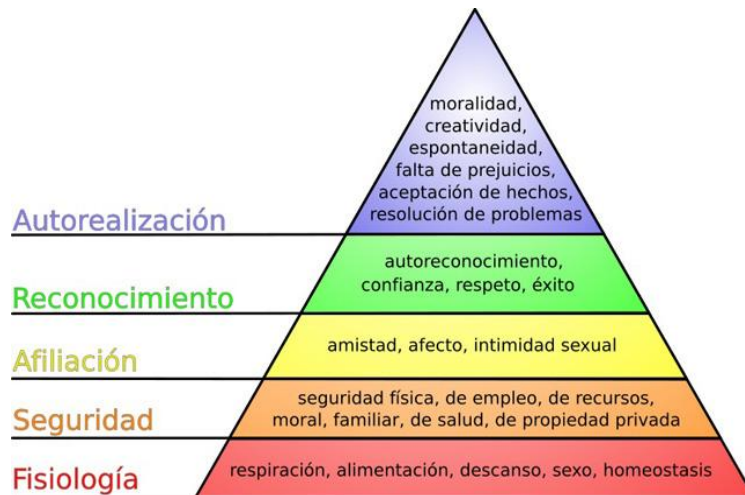 moralidad,
creatividad,
espontaneidad,
falta de prejuicios,
aceptación de hechos,
resolución de problemas
Autorealización
autoreconocimiento,
confianza, respeto, éxito
Reconocimiento
amistad, afecto, intimidad sexual
Afiliación
seguridad física, de empleo, de recursos,
moral, familiar, de salud, de propiedad privada
Seguridad
respiración, alimentación, descanso, sexo, homeostasis
Fisiología